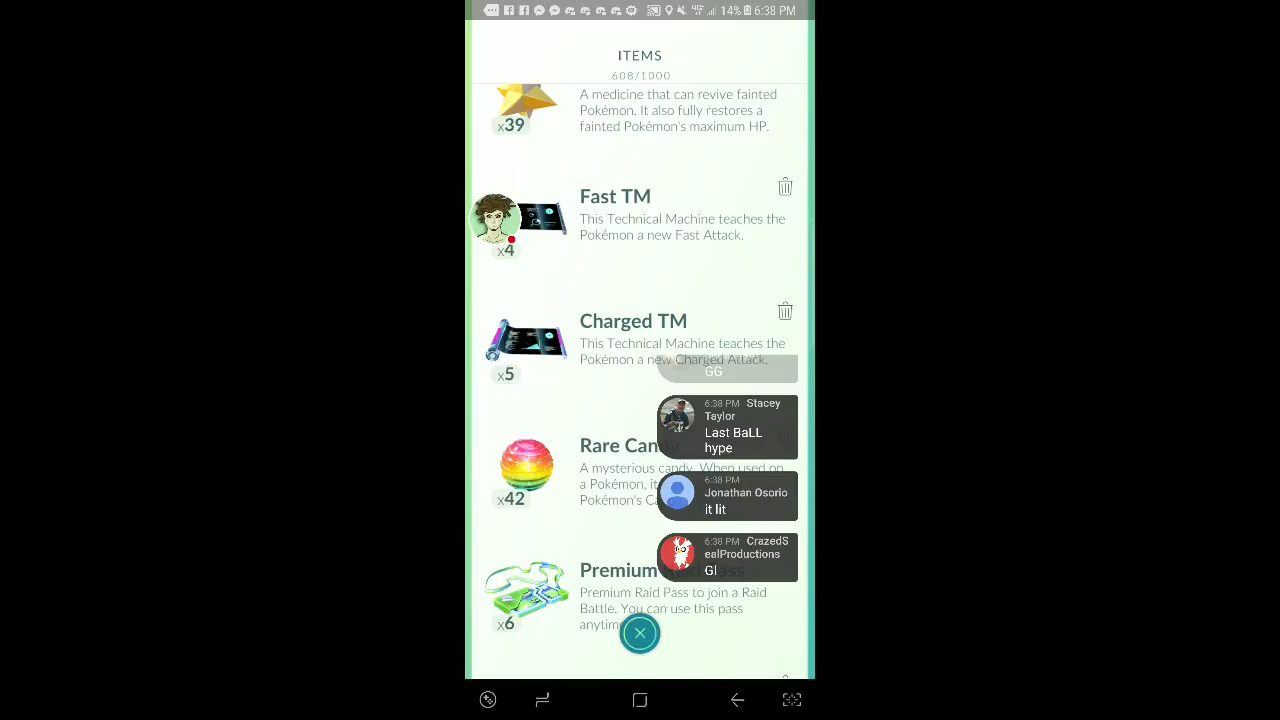 14% 6:38 PM
ITEMS
608/1000
A medicine that can revive fainted
Pokémon. It also fully restores a
fainted Pokémon's maximum HP.
x39
Fast TM
This Technical Machine teaches the
Pokémon a new Fast Attack.
x4
Charged TM
This Technical Machine teaches the
Pokémon a new Charged Attack.
x5
GG
6:38 PM Stacey
Taylor
Last BaLL
hype
Rare Candy
A mysterious candy. When used on
a Pokémon, it
Pokémon's Ca
x42
6:38 PM
Jonathan Osorio
it lit
6:38 PM CrazedS
ealProductions
Gl
Premium Raid Pass
Premium Raid Pass to join a Raid
Battle. You can use this pass
anytim
x6